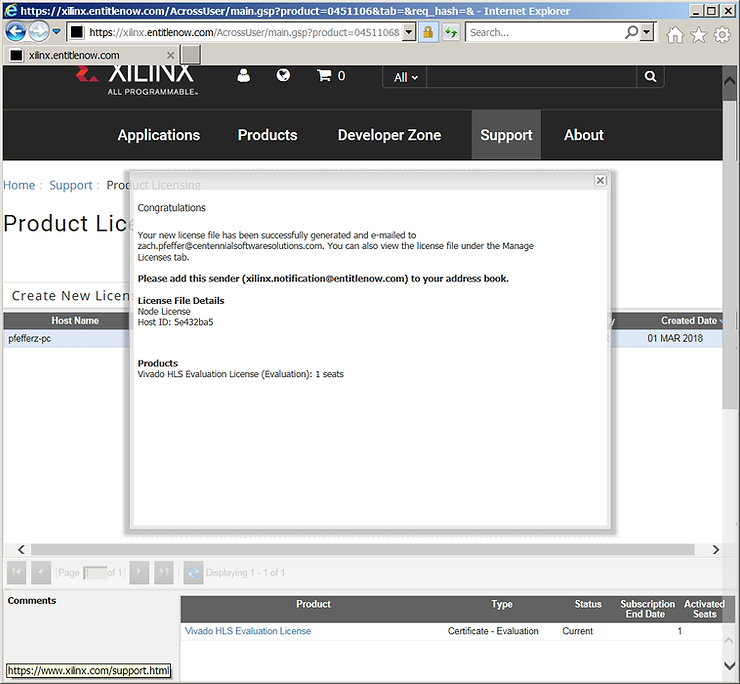 https://xilinx.entitlenow.com/AcrossUser/main.gsp?product=0451106&tab=&req_hash=& - Internet Explorer
https://xilinx.entitlenow.com/AcrossUser/main.gsp?product=0451106&
Search...
xilinx.entitlenow.com
XILINX
ALL PROGRAMMABLE™
0
All
Applications
Products
Developer Zone
Support
About
Home : Support : Product Licensing
Product Lic
Congratulations
Your new license file has been successfully generated and e-mailed to
zach.pfeffer@centennialsoftwaresolutions.com. You can also view the license file under the Manage
Licenses tab.
Please add this sender (xilinx.notification@entitlenow.com) to your address book.
License File Details
Node License
Host ID: 5e432ba5
Products
Vivado HLS Evaluation License (Evaluation): 1 seats
Create New Licen
Host Name
y
Created Date
pfefferz-pc
01 MAR 2018
Page 1 of 1
Displaying 1 - 1 of 1
Comments
Product
Type
Status
Subscription
End Date
Activated
Seats
Vivado HLS Evaluation License
Certificate - Evaluation
Current
1
https://www.xilinx.com/support.html